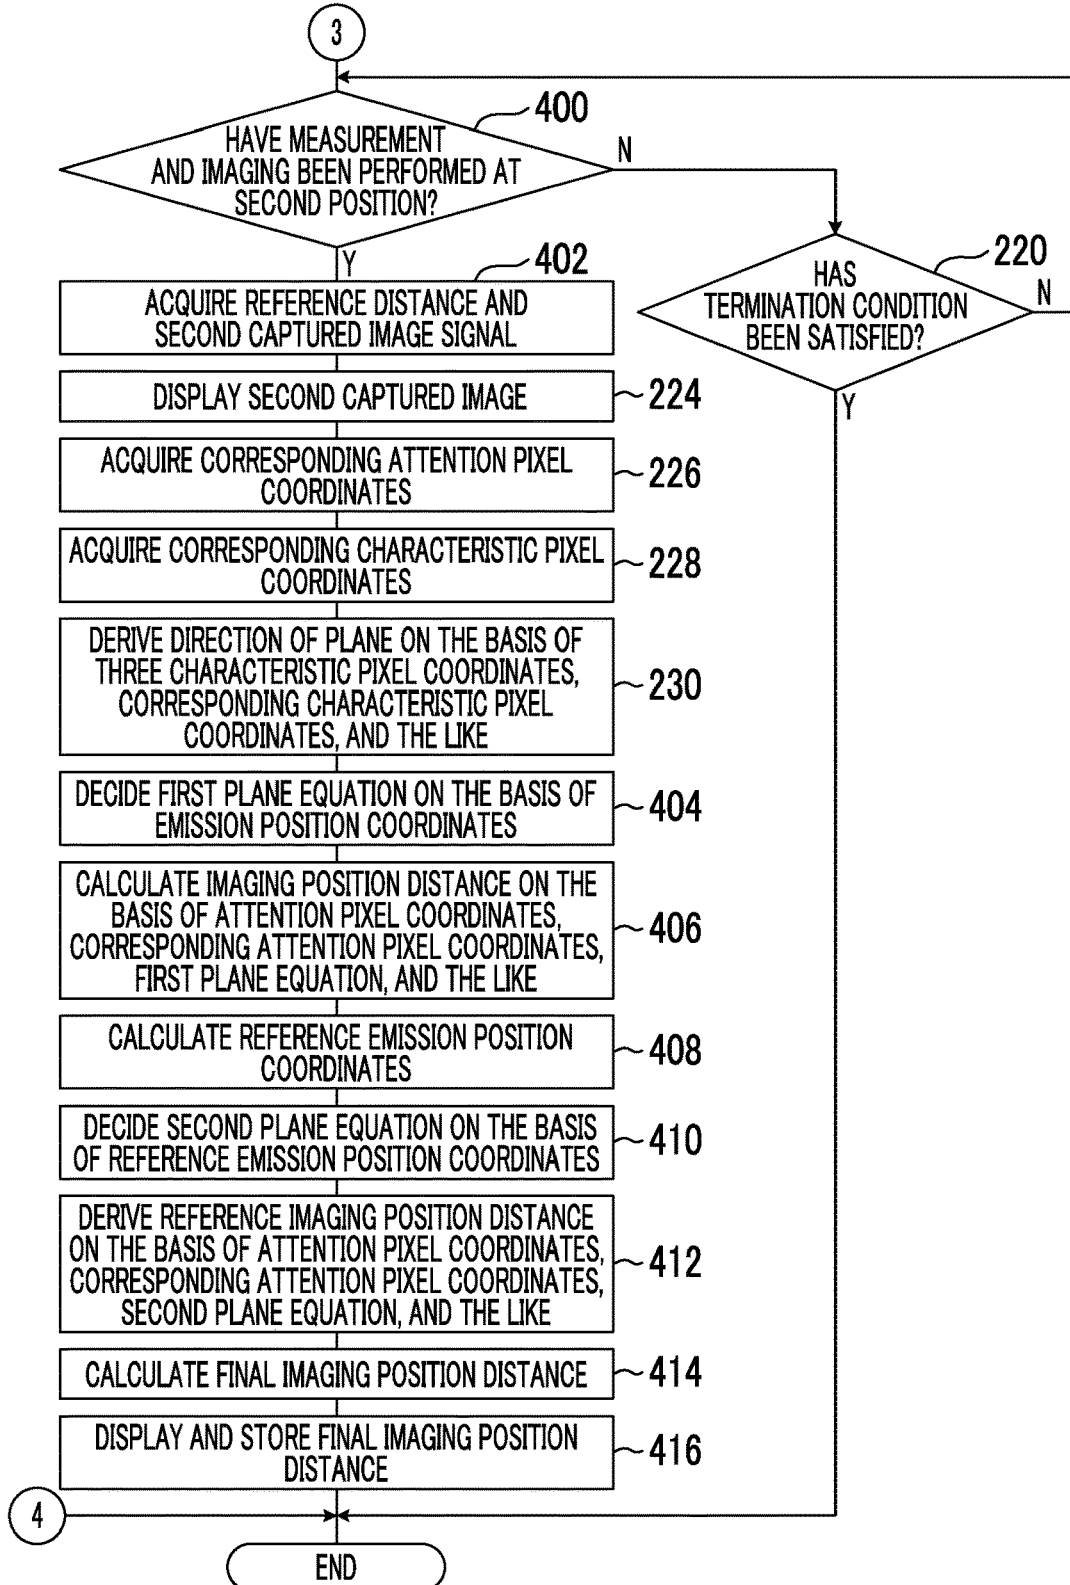 3
400
HAVE MEASUREMENT
AND IMAGING BEEN PERFORMED AT
SECOND POSITION?
N
Y
220
HAS
TERMINATION CONDITION
BEEN SATISFIED?
N
Y
402
ACQUIRE REFERENCE DISTANCE AND
SECOND CAPTURED IMAGE SIGNAL
DISPLAY SECOND CAPTURED IMAGE
224
ACQUIRE CORRESPONDING ATTENTION PIXEL
COORDINATES
226
ACQUIRE CORRESPONDING CHARACTERISTIC PIXEL
COORDINATES
228
DERIVE DIRECTION OF PLANE ON THE BASIS OF
THREE CHARACTERISTIC PIXEL COORDINATES,
CORRESPONDING CHARACTERISTIC PIXEL
COORDINATES, AND THE LIKE
230
DECIDE FIRST PLANE EQUATION ON THE BASIS OF
EMISSION POSITION COORDINATES
404
CALCULATE IMAGING POSITION DISTANCE ON THE
BASIS OF ATTENTION PIXEL COORDINATES,
CORRESPONDING ATTENTION PIXEL COORDINATES,
FIRST PLANE EQUATION, AND THE LIKE
406
CALCULATE REFERENCE EMISSION POSITION
COORDINATES
408
DECIDE SECOND PLANE EQUATION ON THE BASIS
OF REFERENCE EMISSION POSITION COORDINATES
410
DERIVE REFERENCE IMAGING POSITION DISTANCE
ON THE BASIS OF ATTENTION PIXEL COORDINATES,
CORRESPONDING ATTENTION PIXEL COORDINATES,
SECOND PLANE EQUATION, AND THE LIKE
412
CALCULATE FINAL IMAGING POSITION DISTANCE
414
DISPLAY AND STORE FINAL IMAGING POSITION
DISTANCE
416
4
END